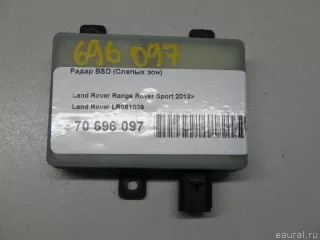 696 097
Радар BSD (Слепых зон)
Land Rover Range Rover Sport 2013>
Land Rover LR061039
70 696 097
eaural.ru